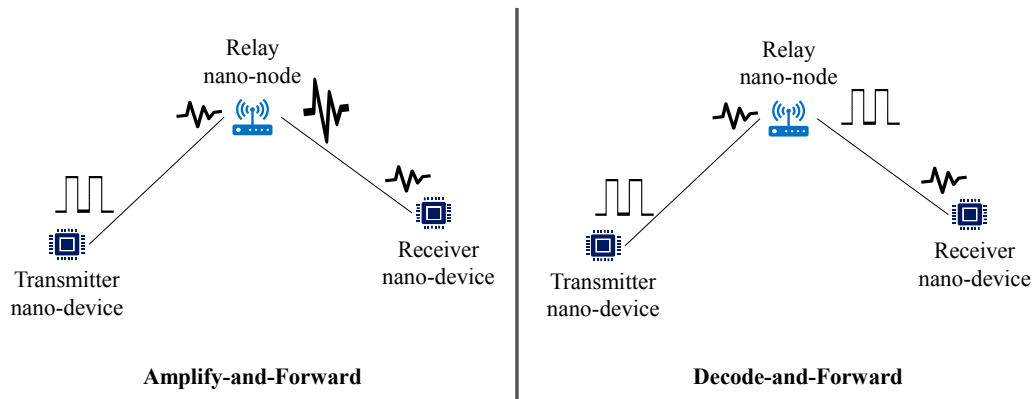 Relay
nano-node
Transmitter
nano-device
Receiver
nano-device
Amplify-and-Forward
Relay
nano-node
Transmitter
nano-device
Receiver
nano-device
Decode-and-Forward